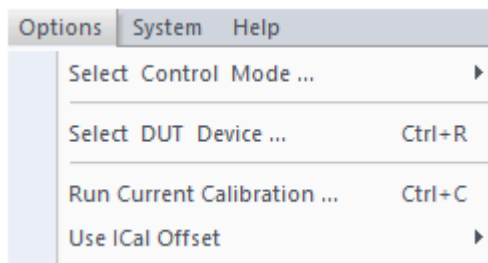 Options System Help
Select Control Mode ...
Select DUT Device ... Ctrl+R
Run Current Calibration ... Ctrl+C
Use ICal Offset